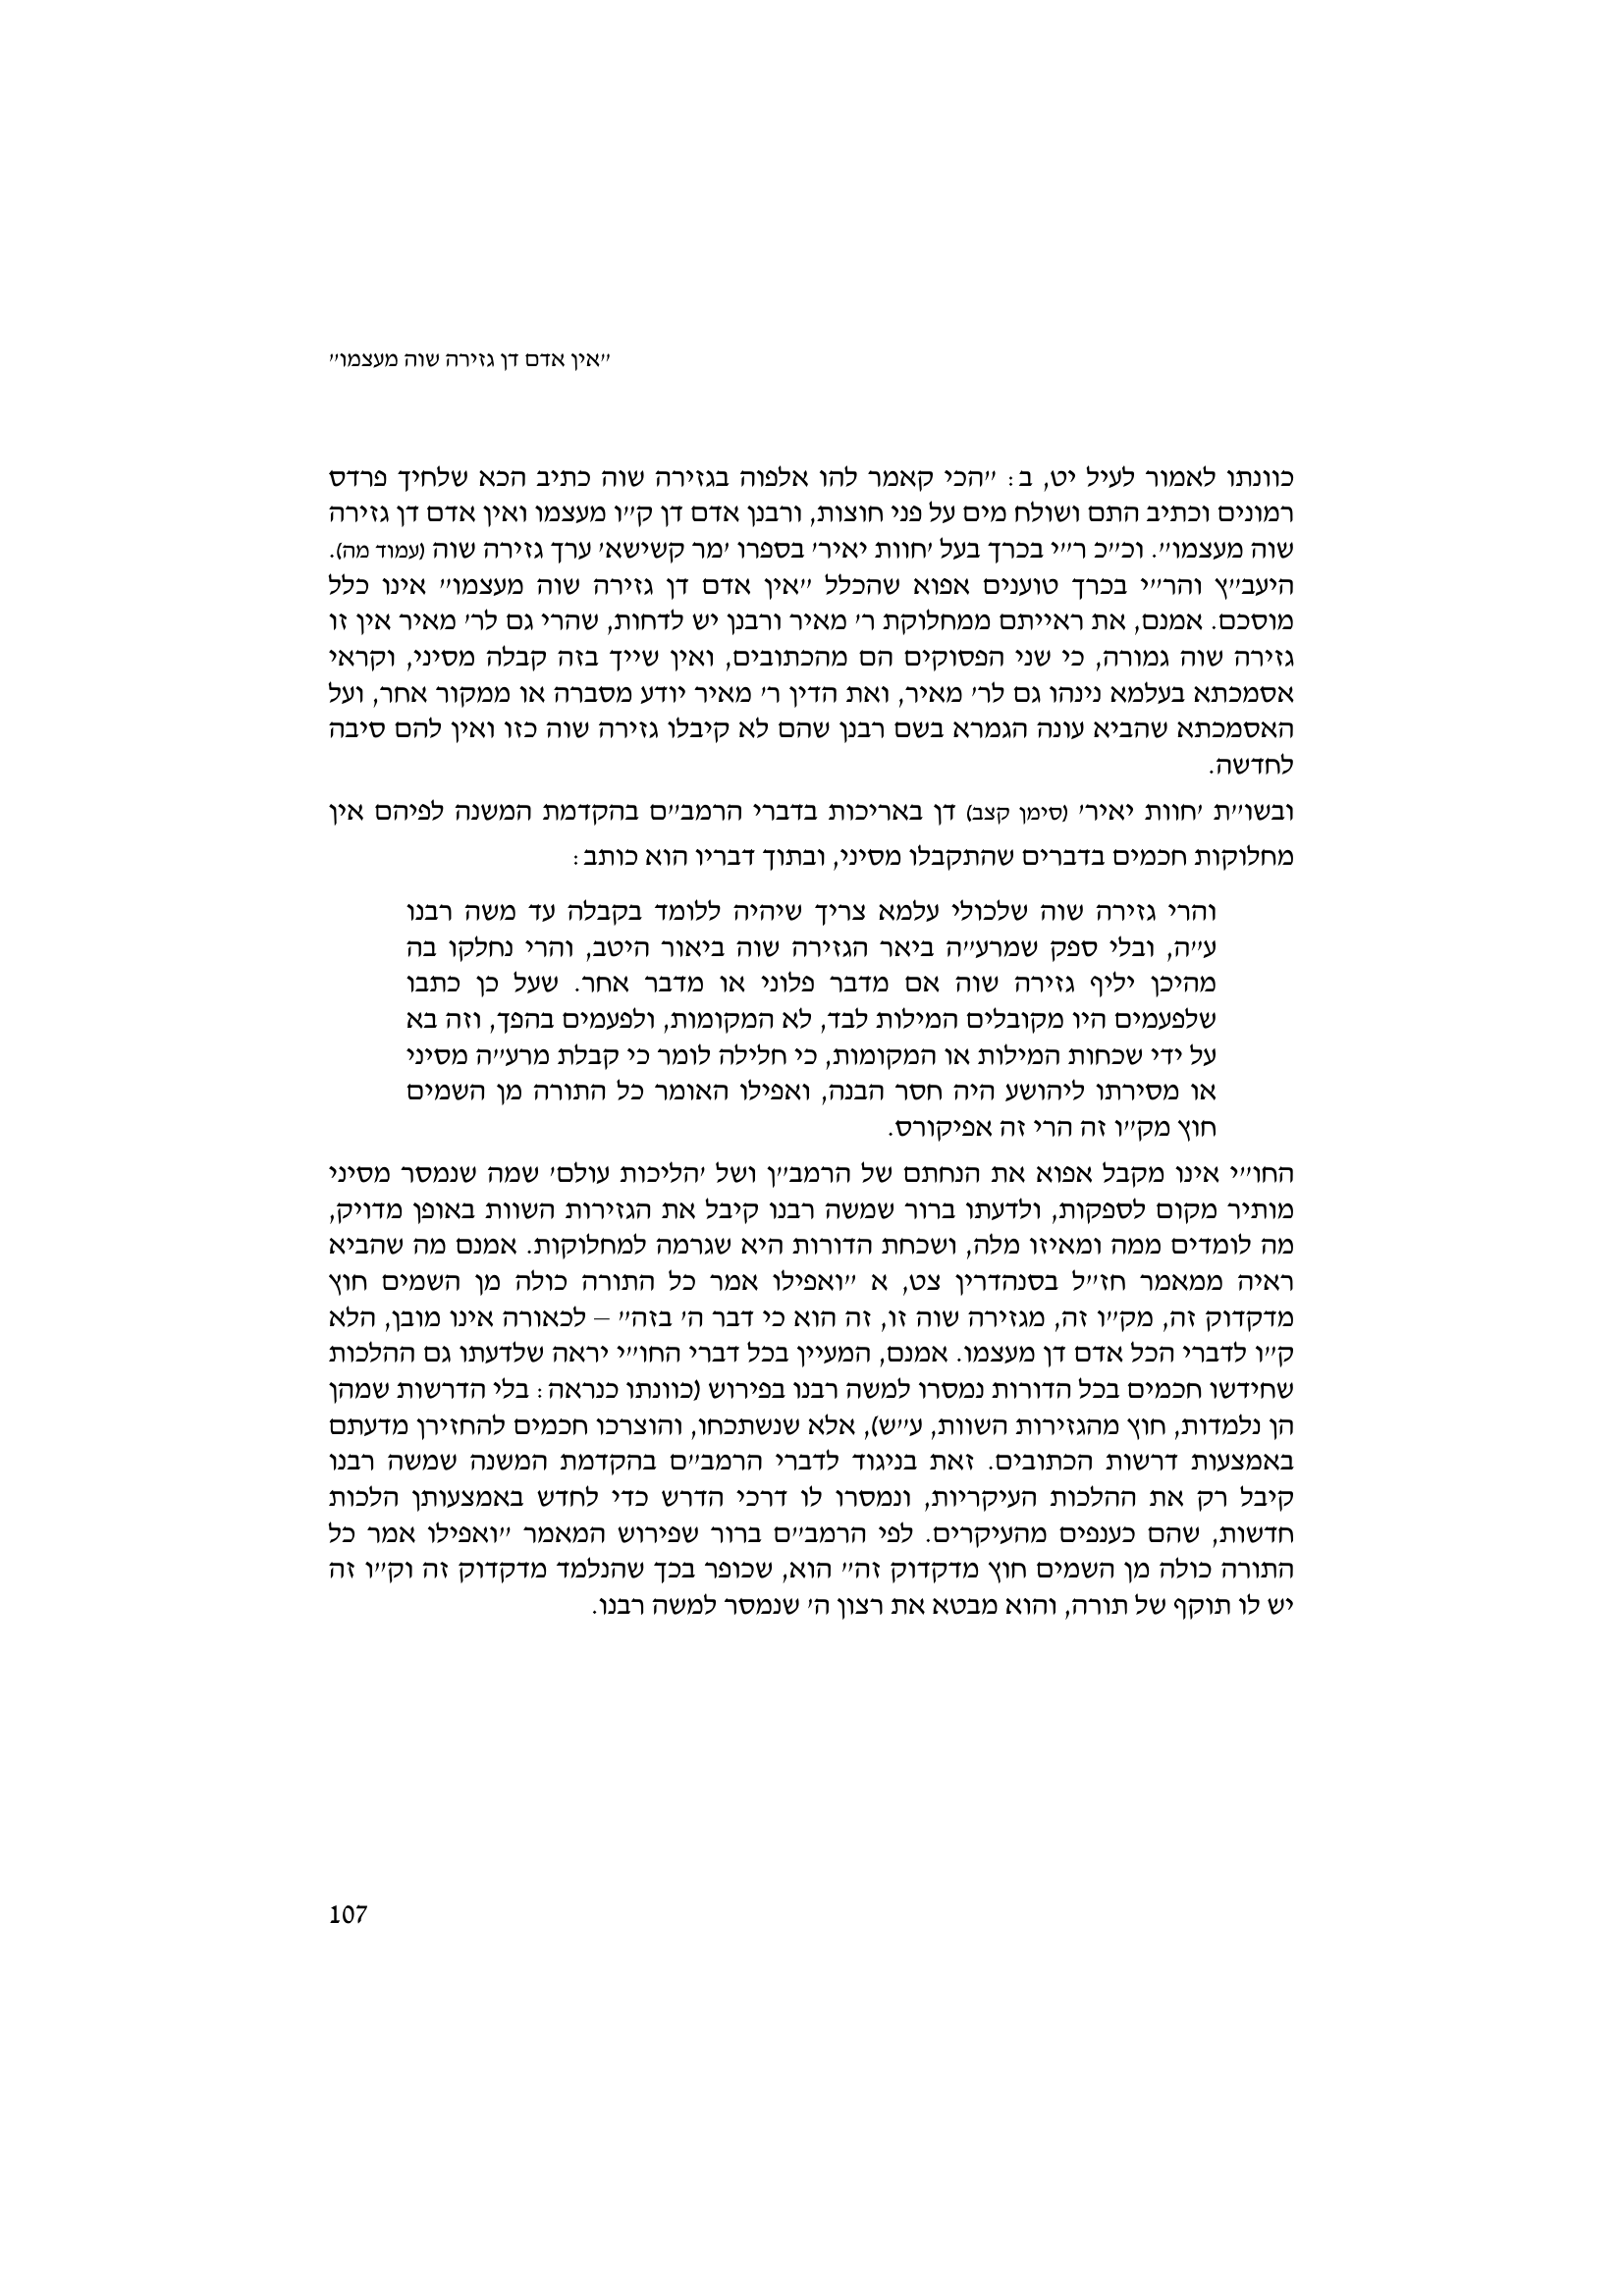 "אין אדם דן גזירה שוה מעצמו"
כוונתו לאמור לעיל יט, ב: "הכי קאמר להו אלפוה בגזירה שוה כתיב הכא שלחיך פרדס
רמונים וכתיב התם ושולח מים על פני חוצות, ורבנן אדם דן ק"ו מעצמו ואין אדם דן גזירה
שוה מעצמו". וכ"כ ר"י בכרך בעל 'חוות יאיר' בספרו 'מר קשישא' ערך גזירה שוה (עמוד מה).
היעב"ץ והר"י בכרך טוענים אפוא שהכלל "אין אדם דן גזירה שוה מעצמו" אינו כלל
מוסכם. אמנם, את ראייתם ממחלוקת ר' מאיר ורבנן יש לדחות, שהרי גם לר' מאיר אין זו
גזירה שוה גמורה, כי שני הפסוקים הם מהכתובים, ואין שייך בזה קבלה מסיני, וקראי
אסמכתא בעלמא נינהו גם לר' מאיר, ואת הדין ר' מאיר יודע מסברה או ממקור אחר, ועל
האסמכתא שהביא עונה הגמרא בשם רבנן שהם לא קיבלו גזירה שוה כזו ואין להם סיבה
לחדשה.
ובשו"ת 'חוות יאיר' (סימן קצב) דן באריכות בדברי הרמב"ם בהקדמת המשנה לפיהם אין
מחלוקות חכמים בדברים שהתקבלו מסיני, ובתוך דבריו הוא כותב:
והרי גזירה שוה שלכולי עלמא צריך שיהיה ללומד בקבלה עד משה רבנו
ע"ה, ובלי ספק שמרע"ה ביאר הגזירה שוה ביאור היטב, והרי נחלקו בה
מהיכן יליף גזירה שוה אם מדבר פלוני או מדבר אחר. שעל כן כתבו
שלפעמים היו מקובלים המילות לבד, לא המקומות, ולפעמים בהפך, וזה בא
על ידי שכחות המילות או המקומות, כי חלילה לומר כי קבלת מרע"ה מסיני
או מסירתו ליהושע היה חסר הבנה, ואפילו האומר כל התורה מן השמים
חוץ מק"ו זה הרי זה אפיקורס.
החו"י אינו מקבל אפוא את הנחתם של הרמב"ן ושל 'הליכות עולם' שמה שנמסר מסיני
מותיר מקום לספקות, ולדעתו ברור שמשה רבנו קיבל את הגזירות השוות באופן מדויק,
מה לומדים ממה ומאיזו מלה, ושכחת הדורות היא שגרמה למחלוקות. אמנם מה שהביא
ראיה ממאמר חז"ל בסנהדרין צט, א "ואפילו אמר כל התורה כולה מן השמים חוץ
מדקדוק זה, מק"ו זה, מגזירה שוה זו, זה הוא כי דבר ה' בזה" – לכאורה אינו מובן, הלא
ק"ו לדברי הכל אדם דן מעצמו. אמנם, המעיין בכל דברי החו"י יראה שלדעתו גם ההלכות
שחידשו חכמים בכל הדורות נמסרו למשה רבנו בפירוש (כוונתו כנראה: בלי הדרשות שמהן
הן נלמדות, חוץ מהגזירות השוות, ע"ש), אלא שנשתכחו, והוצרכו חכמים להחזירן מדעתם
באמצעות דרשות הכתובים. זאת בניגוד לדברי הרמב"ם בהקדמת המשנה שמשה רבנו
קיבל רק את ההלכות העיקריות, ונמסרו לו דרכי הדרש כדי לחדש באמצעותן הלכות
חדשות, שהם כענפים מהעיקרים. לפי הרמב"ם ברור שפירוש המאמר "ואפילו אמר כל
התורה כולה מן השמים חוץ מדקדוק זה" הוא, שכופר בכך שהנלמד מדקדוק זה וק"ו זה
יש לו תוקף של תורה, והוא מבטא את רצון ה' שנמסר למשה רבנו.
107